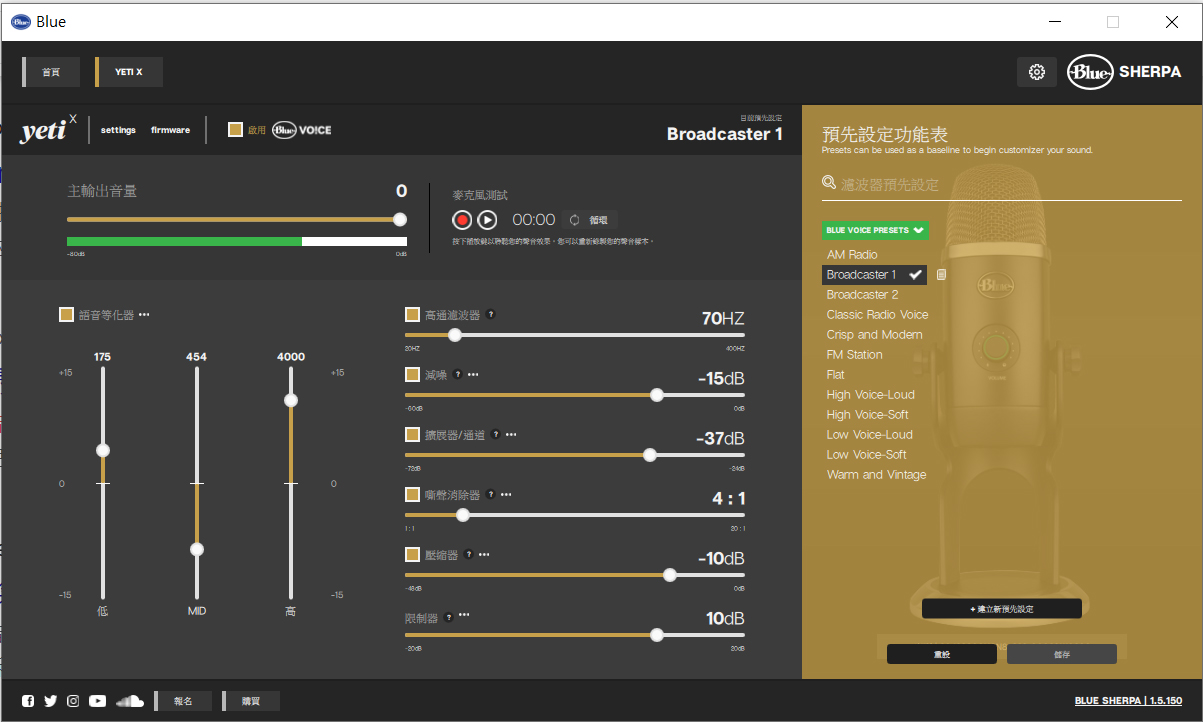 Blue
首頁
YETI X
Blue SHERPA
yeti X
settings
firmware
啟用
Blue VO!CE
目前預先設定
Broadcaster 1
主輸出音量
0
-80dB
0dB
麥克風測試
00:00
循環
按下播放鍵以聆聽您的聲音效果。您可以重新錄製您的聲音樣本。
語音等化器
175
454
4000
+15
+15
0
0
-15
-15
低
MID
高
高通濾波器 ?
70HZ
20HZ
400HZ
減噪 ?
-15dB
-60dB
0dB
擴展器/通道 ?
-37dB
-72dB
-24dB
嘶聲消除器 ?
4 : 1
1 : 1
20 : 1
壓縮器 ?
-10dB
-48dB
0dB
限制器 ?
10dB
-20dB
20dB
預先設定功能表
Presets can be used as a baseline to begin customizer your sound.
濾波器預先設定
BLUE VOICE PRESETS
AM Radio
Broadcaster 1
Broadcaster 2
Classic Radio Voice
Crisp and Modern
FM Station
Flat
High Voice-Loud
High Voice-Soft
Low Voice-Loud
Low Voice-Soft
Warm and Vintage
Blue
+ 建立新預先設定
重設
儲存
報名
購買
BLUE SHERPA | 1.5.150